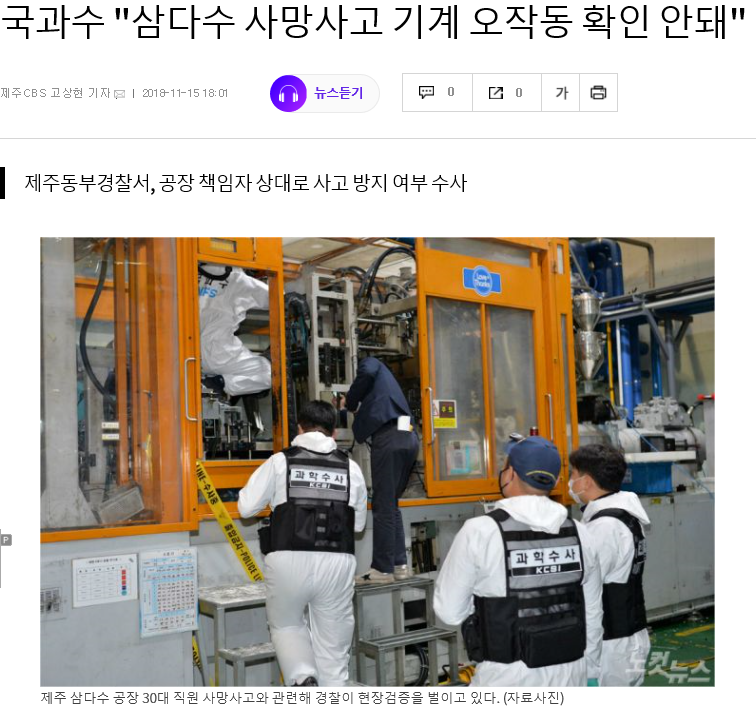 국과수 "삼다수 사망사고 기계 오작동 확인 안돼"
제주CBS 고상현 기자 | 2018-11-15 18:01
뉴스듣기
0
0
가
제주동부경찰서, 공장 책임자 상대로 사고 방지 여부 수사
과학수사
KCSI
과학수사
KCSI
노컷뉴스
P
제주 삼다수 공장 30대 직원 사망사고와 관련해 경찰이 현장검증을 벌이고 있다. (자료사진)